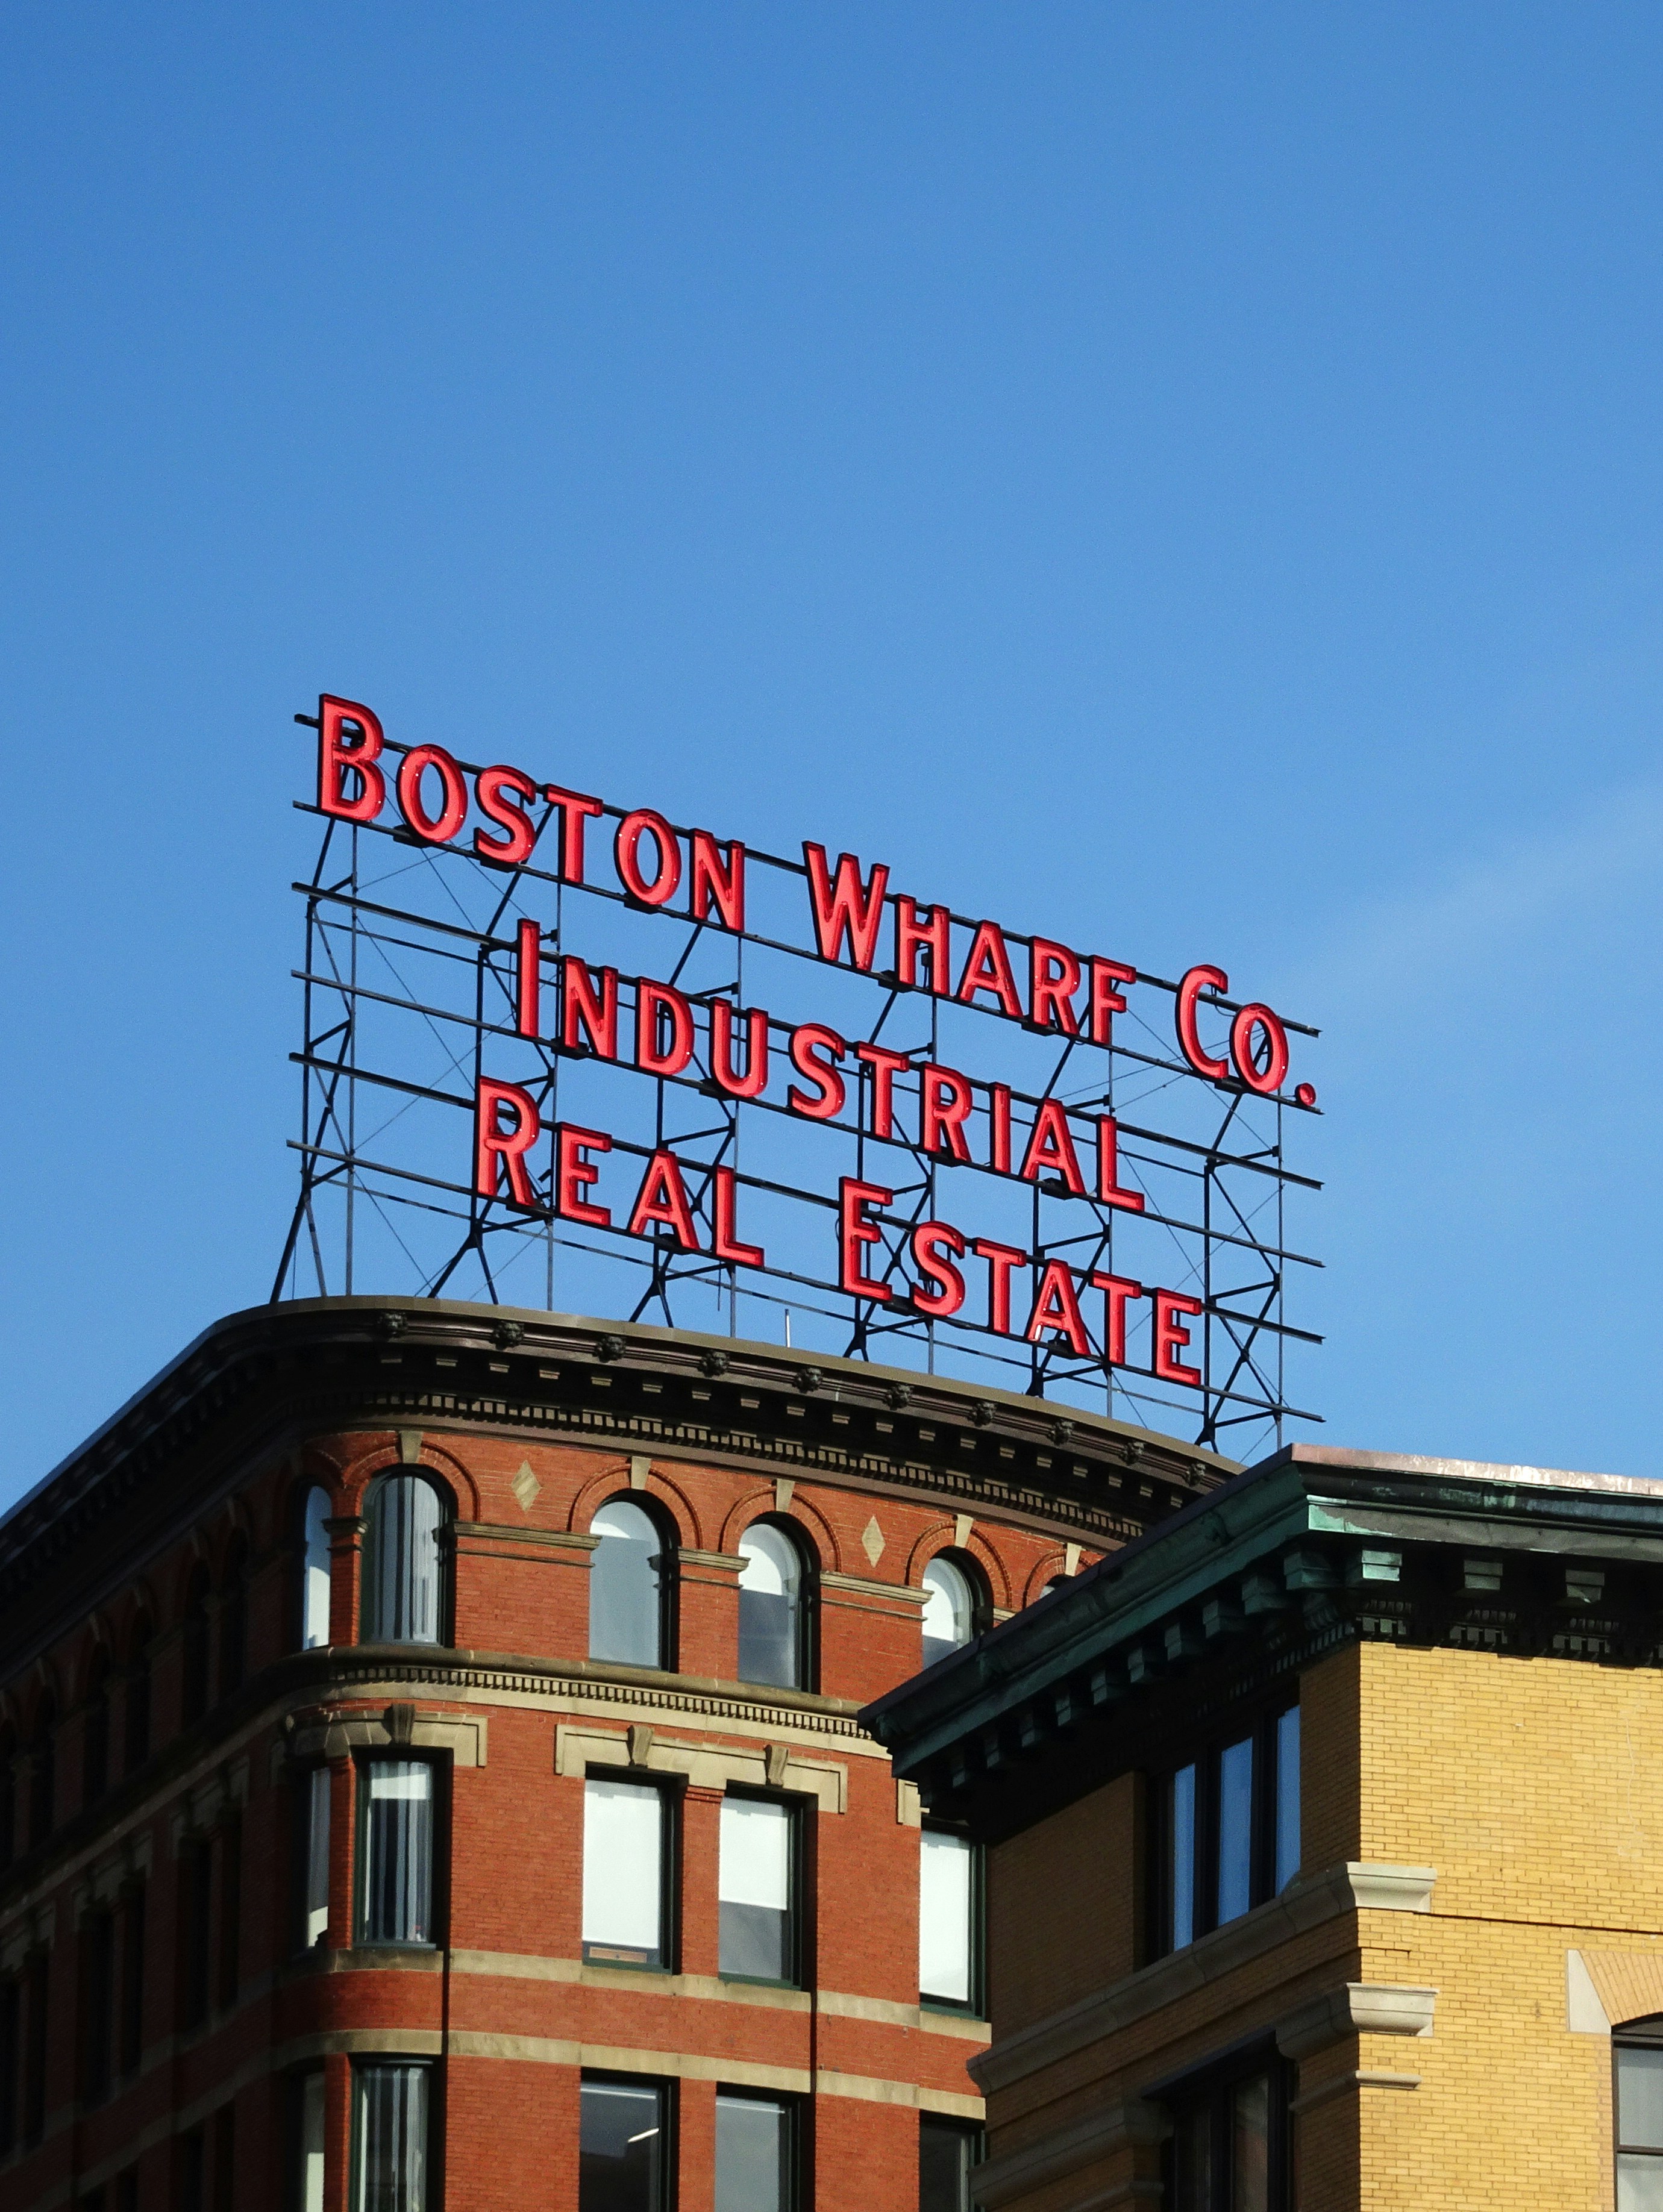 BOSTON WHARF CO.
INDUSTRIAL
REAL ESTATE